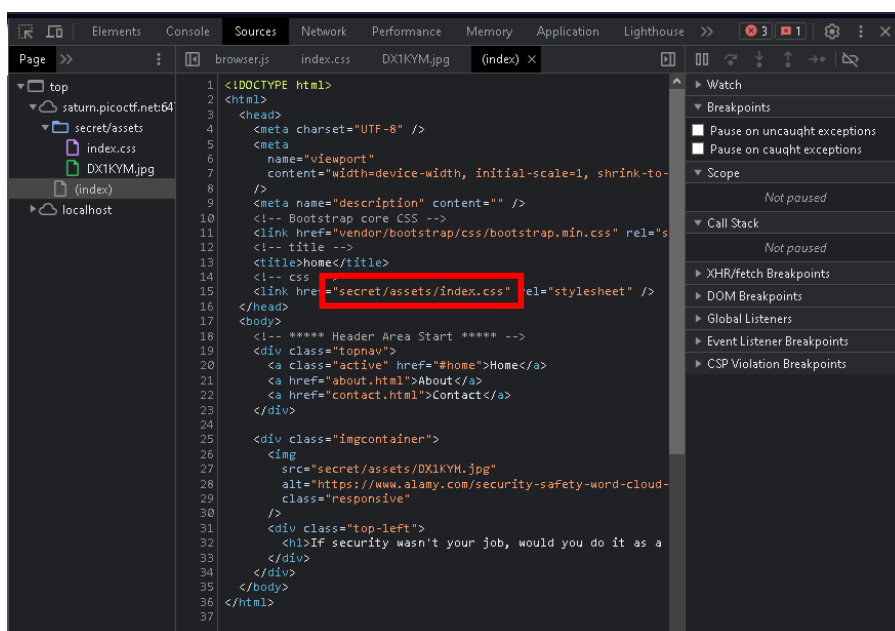 Elements Console Sources Network Performance Memory Application Lighthouse >> 3 1
Page >> browser.js index.css DX1KYM.jpg (index) ×
top
saturn.picoctf.net:64
secret/assets
index.css
DX1KYM.jpg
(index)
localhost
1 <!DOCTYPE html>
2 <html>
3 <head>
4 <meta charset="UTF-8" />
5 <meta
6 name="viewport"
7 content="width=device-width, initial-scale=1, shrink-to-
8 />
9 <meta name="description" content="" />
10 <!-- Bootstrap core CSS -->
11 <link href="vendor/bootstrap/css/bootstrap.min.css" rel="s
12 <!-- title -->
13 <title>home</title>
14 <!-- css
15 <link hre "secret/assets/index.css" el="stylesheet" />
16 </head>
17 <body>
18 <!-- ***** Header Area Start ***** -->
19 <div class="topnav">
20 <a class="active" href="#home">Home</a>
21 <a href="about.html">About</a>
22 <a href="contact.html">Contact</a>
23 </div>
24
25 <div class="imgcontainer">
26 <img
27 src="secret/assets/DX1KYM.jpg"
28 alt="https://www.alamy.com/security-safety-word-cloud-
29 class="responsive"
30 />
31 <div class="top-left">
32 <h1>If security wasn't your job, would you do it as a
33 </div>
34 </div>
35 </body>
36 </html>
37
Watch
Breakpoints
Pause on uncaught exceptions
Pause on caught exceptions
Scope
Not paused
Call Stack
Not paused
XHR/fetch Breakpoints
DOM Breakpoints
Global Listeners
Event Listener Breakpoints
CSP Violation Breakpoints